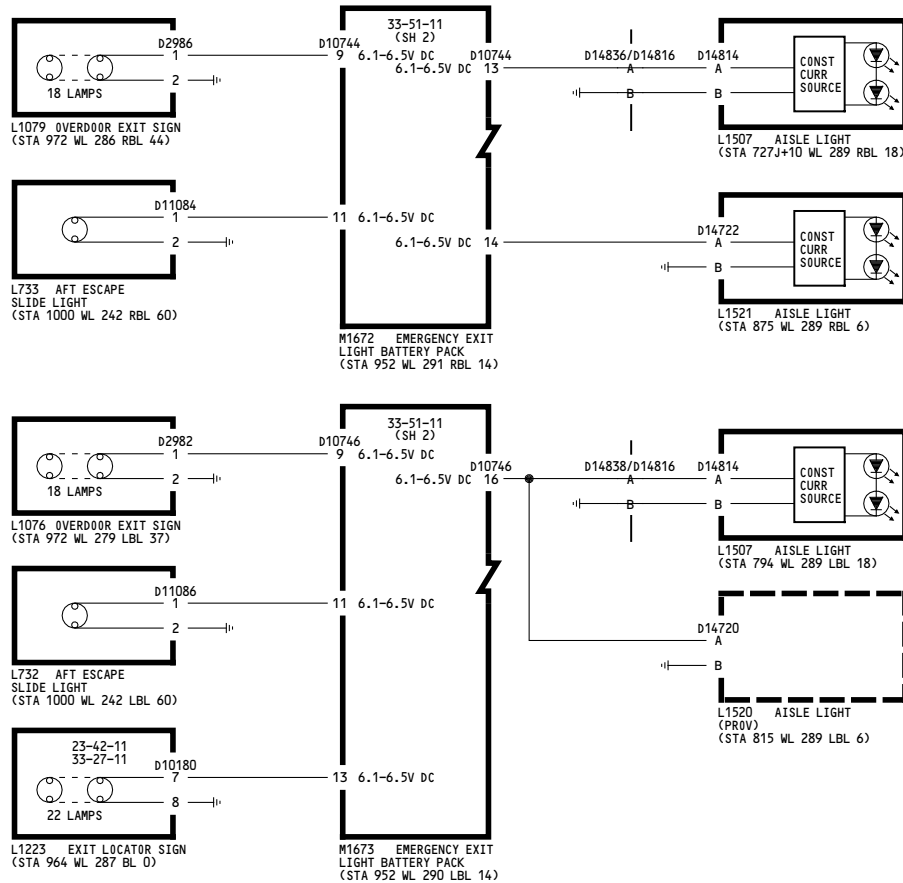 33-51-11
(SH 2)
D2986
1
2
18 LAMPS
L1079 OVERDOOR EXIT SIGN
(STA 972 WL 286 RBL 44)
D10744
9 6.1-6.5V DC
D10744
6.1-6.5V DC 13
D14836/D14816
A
B
D14814
A
B
CONST
CURR
SOURCE
L1507 AISLE LIGHT
(STA 727J+10 WL 289 RBL 18)
D11084
1
2
L733 AFT ESCAPE
SLIDE LIGHT
(STA 1000 WL 242 RBL 60)
11 6.1-6.5V DC
6.1-6.5V DC 14
D14722
A
B
CONST
CURR
SOURCE
L1521 AISLE LIGHT
(STA 875 WL 289 RBL 6)
M1672 EMERGENCY EXIT
LIGHT BATTERY PACK
(STA 952 WL 291 RBL 14)
33-51-11
(SH 2)
D2982
1
2
18 LAMPS
L1076 OVERDOOR EXIT SIGN
(STA 972 WL 279 LBL 37)
D10746
9 6.1-6.5V DC
D10746
6.1-6.5V DC 16
D14838/D14816
A
B
D14814
A
B
CONST
CURR
SOURCE
L1507 AISLE LIGHT
(STA 794 WL 289 LBL 18)
D11086
1
2
L732 AFT ESCAPE
SLIDE LIGHT
(STA 1000 WL 242 LBL 60)
11 6.1-6.5V DC
D14720
A
B
L1520 AISLE LIGHT
(PROV)
(STA 815 WL 289 LBL 6)
23-42-11
33-27-11
D10180
7
8
22 LAMPS
L1223 EXIT LOCATOR SIGN
(STA 964 WL 287 BL 0)
13 6.1-6.5V DC
M1673 EMERGENCY EXIT
LIGHT BATTERY PACK
(STA 952 WL 290 LBL 14)